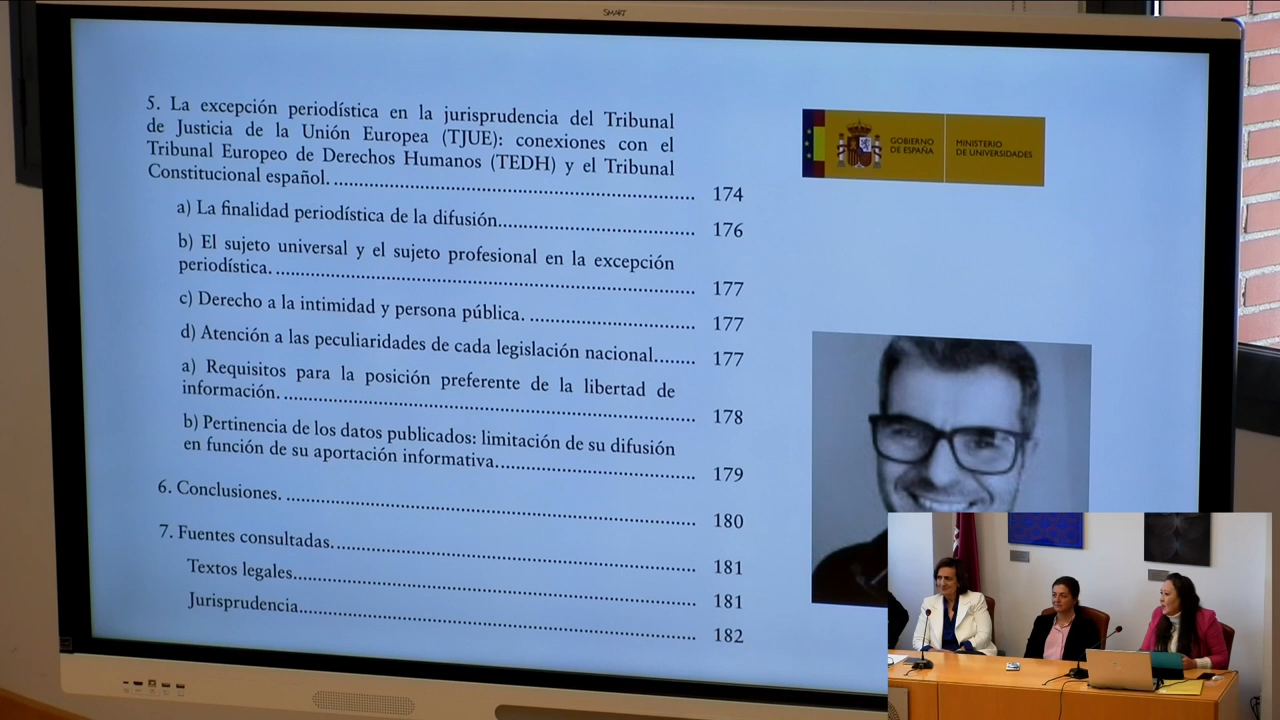 SMART
5. La excepción periodística en la jurisprudencia del Tribunal
de Justicia de la Unión Europea (TJUE): conexiones con el
Tribunal Europeo de Derechos Humanos (TEDH) y el Tribunal
Constitucional español. 174
a) La finalidad periodística de la difusión. 176
b) El sujeto universal y el sujeto profesional en la excepción
periodística. 177
c) Derecho a la intimidad y persona pública. 177
d) Atención a las peculiaridades de cada legislación nacional. 177
a) Requisitos para la posición preferente de la libertad de
información. 178
b) Pertinencia de los datos publicados: limitación de su difusión
en función de su aportación informativa. 179
6. Conclusiones. 180
7. Fuentes consultadas. 181
Textos legales. 181
Jurisprudencia. 182
GOBIERNO
DE ESPAÑA
MINISTERIO
DE UNIVERSIDADES